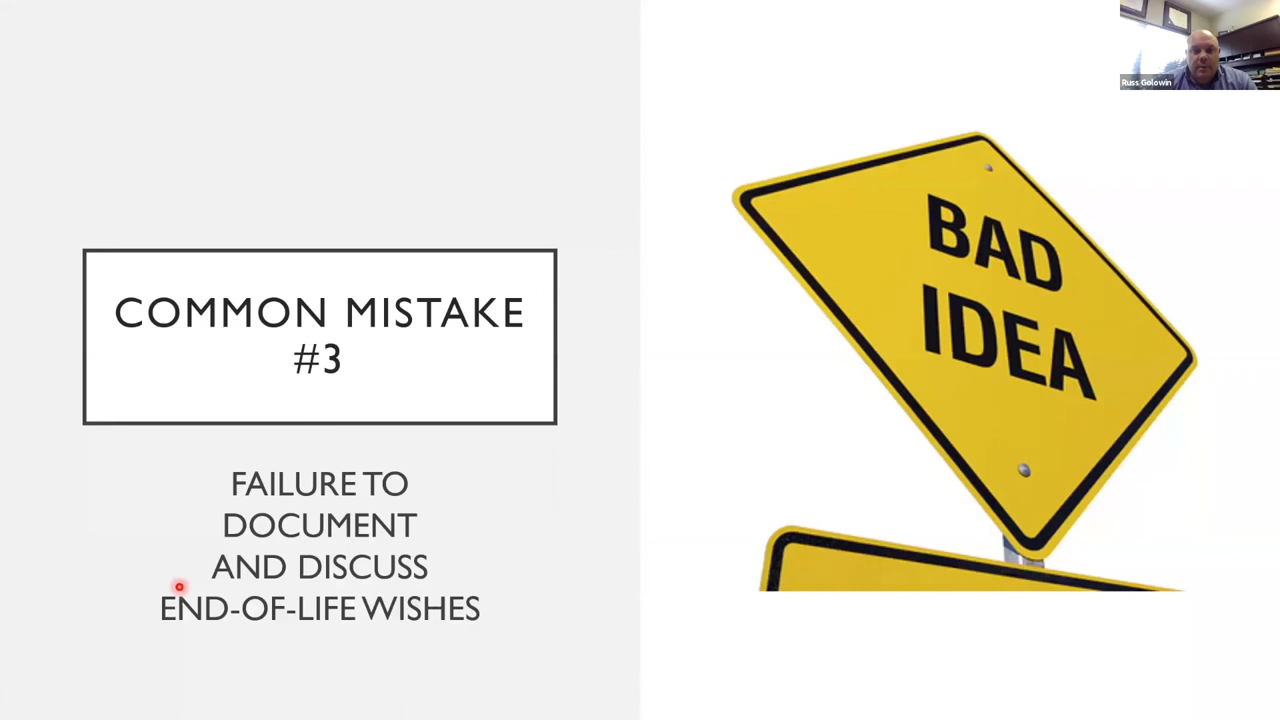 Russ Golowin
COMMON MISTAKE
#3
FAILURE TO
DOCUMENT
AND DISCUSS
END-OF-LIFE WISHES
BAD
IDEA